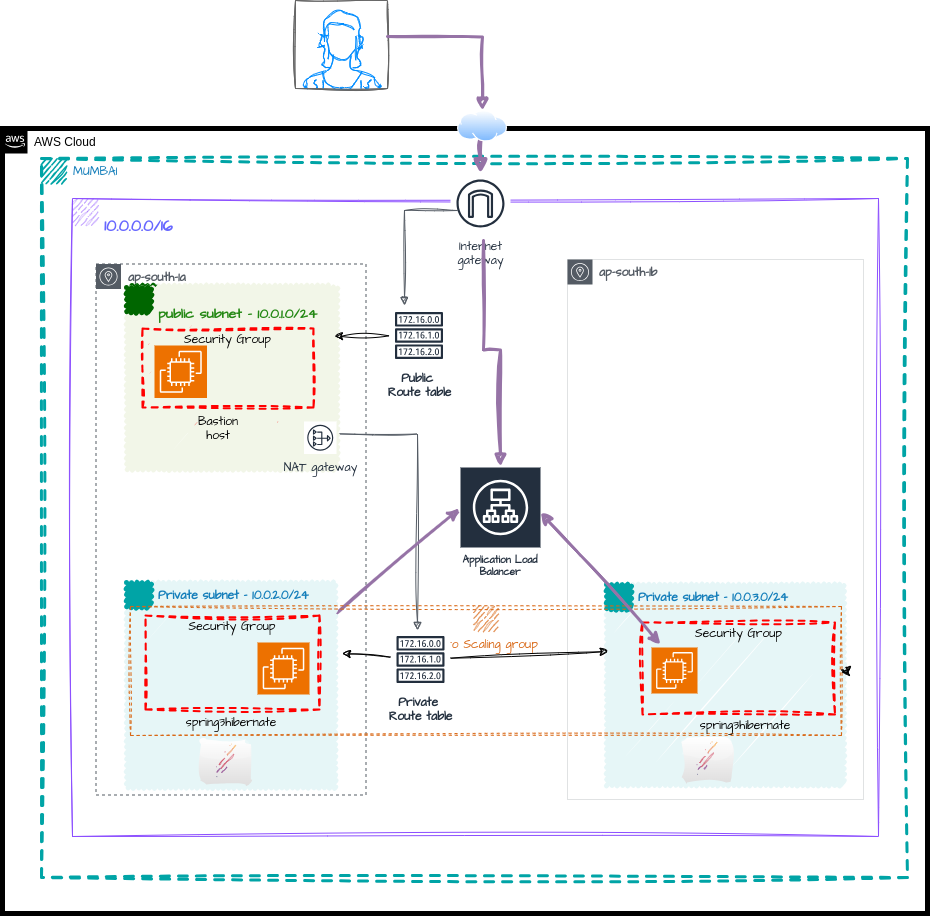 aws
AWS Cloud
MUMBAI
10.0.0.0/16
Internet
gateway
ap-south-1a
ap-south-1b
public subnet - 10.0.1.0/24
Security Group
172.16.0.0
172.16.1.0
172.16.2.0
Public
Route table
Bastion
host
NAT gateway
Application Load
Balancer
Private subnet - 10.0.2.0/24
Private subnet - 10.0.3.0/24
Security Group
Security Group
172.16.0.0
172.16.1.0
172.16.2.0
o Scaling group
Private
Route table
spring3hibernate
spring3hibernate